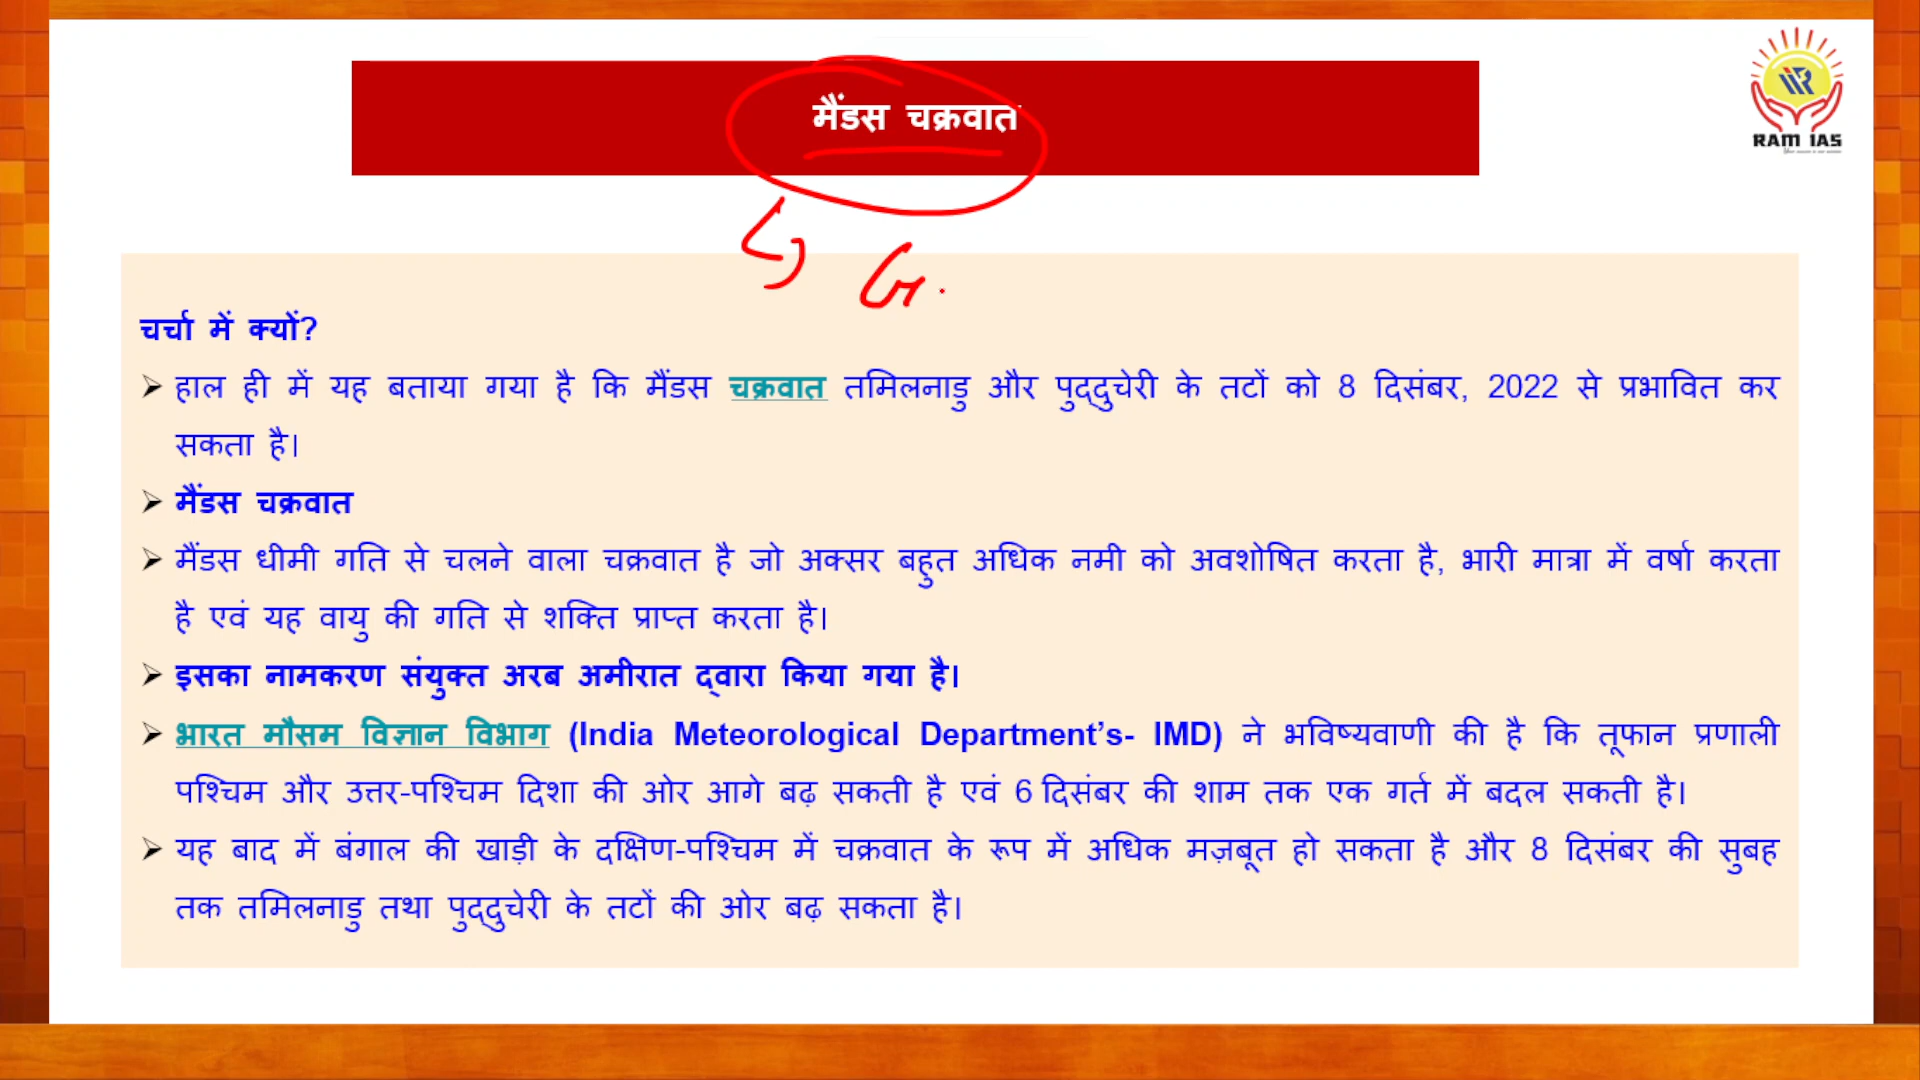 मैंडस चक्रवात
RAM IAS
चर्चा में क्यों?
➢ हाल ही में यह बताया गया है कि मैंडस चक्रवात तमिलनाडु और पुद्दुचेरी के तटों को 8 दिसंबर, 2022 से प्रभावित कर
सकता है।
➢ मैंडस चक्रवात
➢ मैंडस धीमी गति से चलने वाला चक्रवात है जो अक्सर बहुत अधिक नमी को अवशोषित करता है, भारी मात्रा में वर्षा करता
है एवं यह वायु की गति से शक्ति प्राप्त करता है।
➢ इसका नामकरण संयुक्त अरब अमीरात द्वारा किया गया है।
➢ भारत मौसम विज्ञान विभाग (India Meteorological Department’s- IMD) ने भविष्यवाणी की है कि तूफान प्रणाली
पश्चिम और उत्तर-पश्चिम दिशा की ओर आगे बढ़ सकती है एवं 6 दिसंबर की शाम तक एक गर्त में बदल सकती है।
➢ यह बाद में बंगाल की खाड़ी के दक्षिण-पश्चिम में चक्रवात के रूप में अधिक मज़बूत हो सकता है और 8 दिसंबर की सुबह
तक तमिलनाडु तथा पुद्दुचेरी के तटों की ओर बढ़ सकता है।